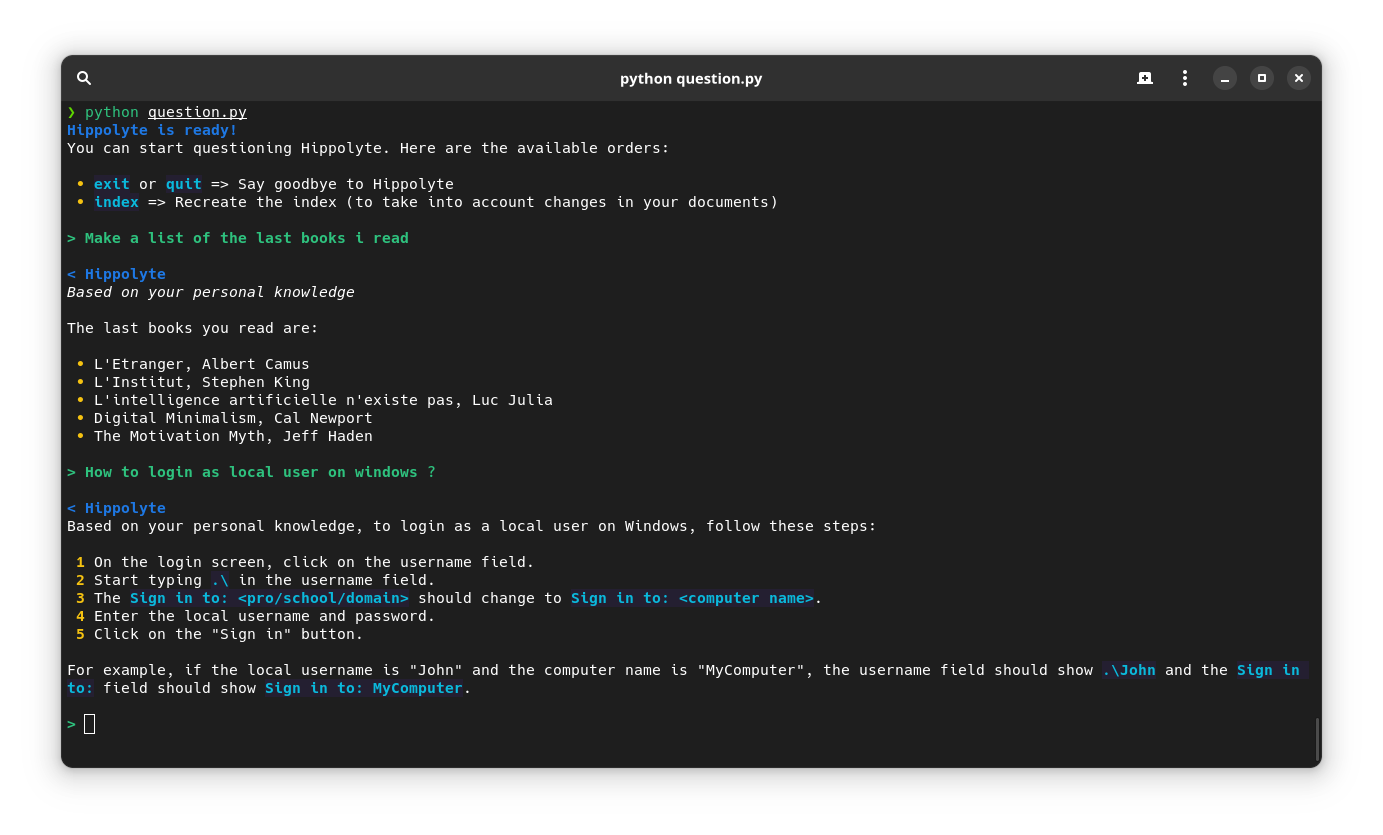 python question.py
❯ python question.py
Hippolyte is ready!
You can start questioning Hippolyte. Here are the available orders:
• exit or quit => Say goodbye to Hippolyte
• index => Recreate the index (to take into account changes in your documents)
> Make a list of the last books i read
< Hippolyte
Based on your personal knowledge
The last books you read are:
• L'Etranger, Albert Camus
• L'Institut, Stephen King
• L'intelligence artificielle n'existe pas, Luc Julia
• Digital Minimalism, Cal Newport
• The Motivation Myth, Jeff Haden
> How to login as local user on windows ?
< Hippolyte
Based on your personal knowledge, to login as a local user on Windows, follow these steps:
1 On the login screen, click on the username field.
2 Start typing .\ in the username field.
3 The Sign in to: <pro/school/domain> should change to Sign in to: <computer name>.
4 Enter the local username and password.
5 Click on the "Sign in" button.
For example, if the local username is "John" and the computer name is "MyComputer", the username field should show .\John and the Sign in
to: field should show Sign in to: MyComputer.
>